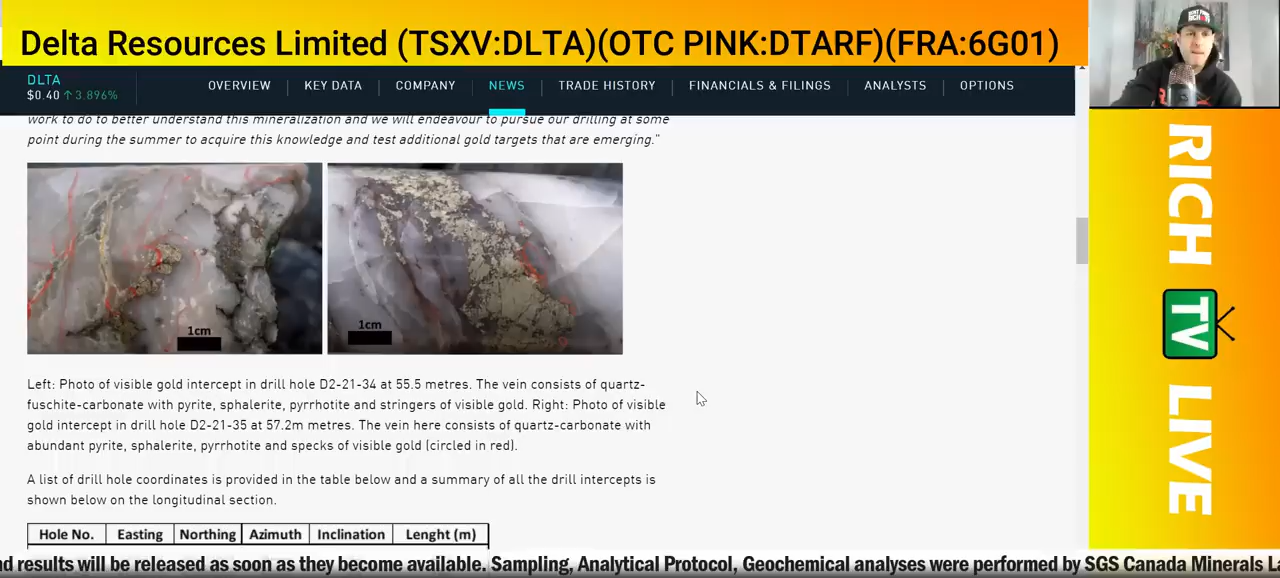 Delta Resources Limited (TSXV:DLTA)(OTC PINK:DTARF)(FRA:6G01)
DLTA
$0.40 ↑ 3.896%
OVERVIEW
KEY DATA
COMPANY
NEWS
TRADE HISTORY
FINANCIALS & FILINGS
ANALYSTS
OPTIONS
work to do to better understand this mineralization and we will endeavour to pursue our drilling at some
point during the summer to acquire this knowledge and test additional gold targets that are emerging."
1cm
1cm
Left: Photo of visible gold intercept in drill hole D2-21-34 at 55.5 metres. The vein consists of quartz-
fuschite-carbonate with pyrite, sphalerite, pyrrhotite and stringers of visible gold. Right: Photo of visible
gold intercept in drill hole D2-21-35 at 57.2m metres. The vein here consists of quartz-carbonate with
abundant pyrite, sphalerite, pyrrhotite and specks of visible gold (circled in red).
A list of drill hole coordinates is provided in the table below and a summary of all the drill intercepts is
shown below on the longitudinal section.
Hole No. Easting Northing Azimuth Inclination Lenght (m)
RICH
TV
LIVE
nd results will be released as soon as they become available. Sampling, Analytical Protocol, Geochemical analyses were performed by SGS Canada Minerals La